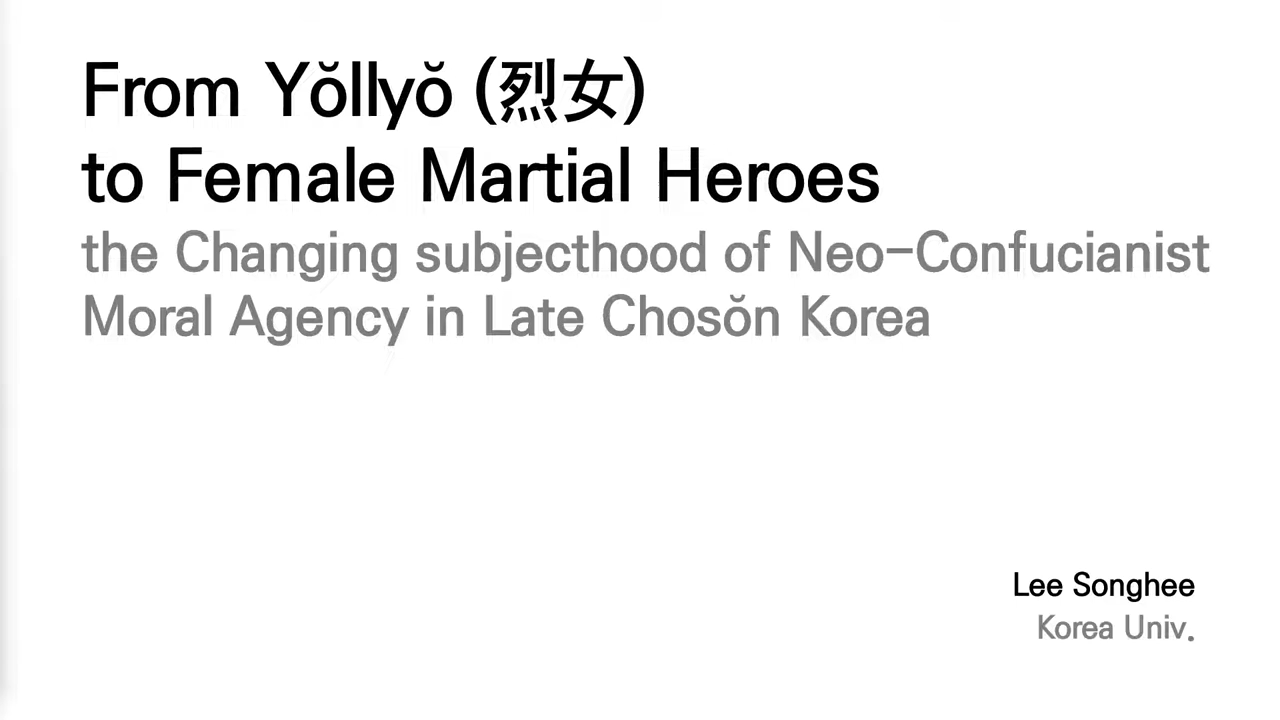 From Yŏllyŏ (烈女)
to Female Martial Heroes
the Changing subjecthood of Neo-Confucianist
Moral Agency in Late Chosŏn Korea
Lee Songhee
Korea Univ.